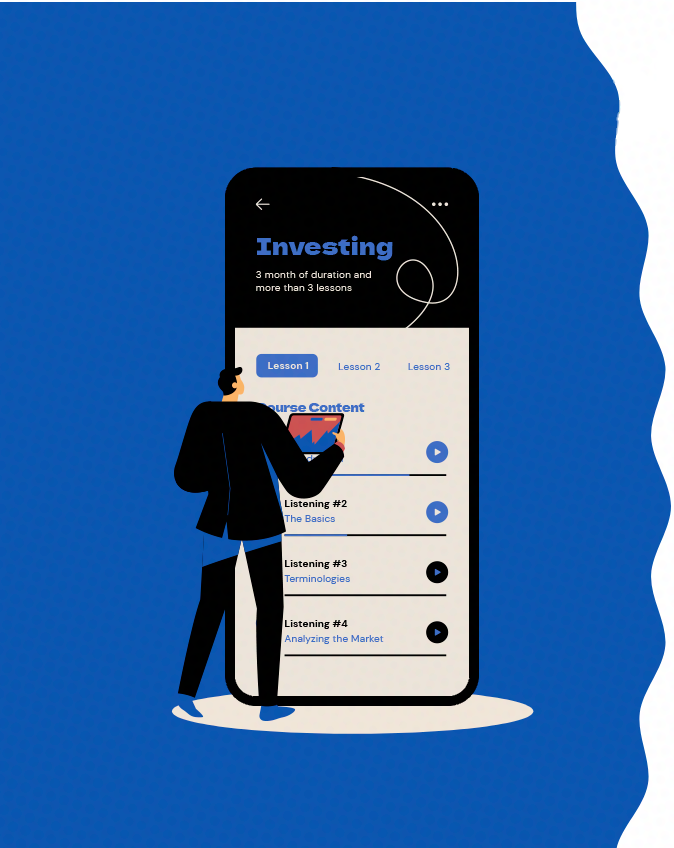 Investing
3 month of duration and
more than 3 lessons
Lesson 1 Lesson 2 Lesson 3
Content
Listening #2
The Basics
Listening #3
Terminologies
Listening #4
Analyzing the Market